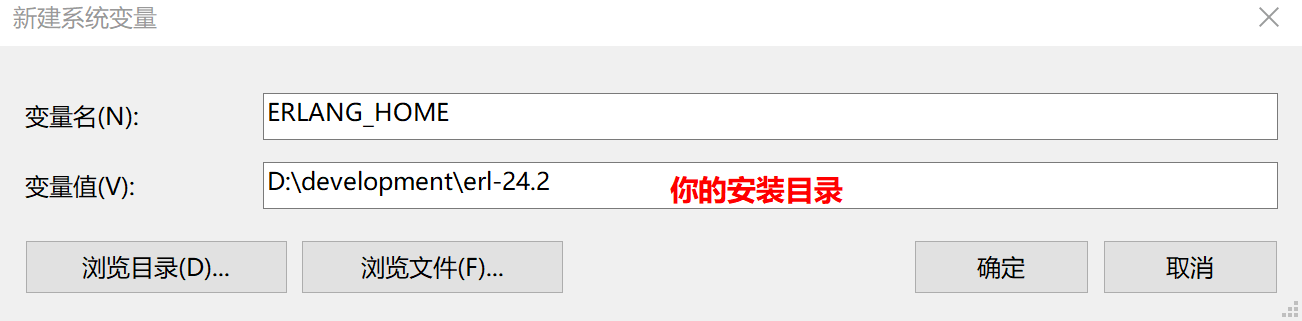 新建系统变量
变量名(N):
ERLANG_HOME
变量值(V):
D:\development\erl-24.2
你的安装目录
浏览目录(D)...
浏览文件(F)...
确定
取消